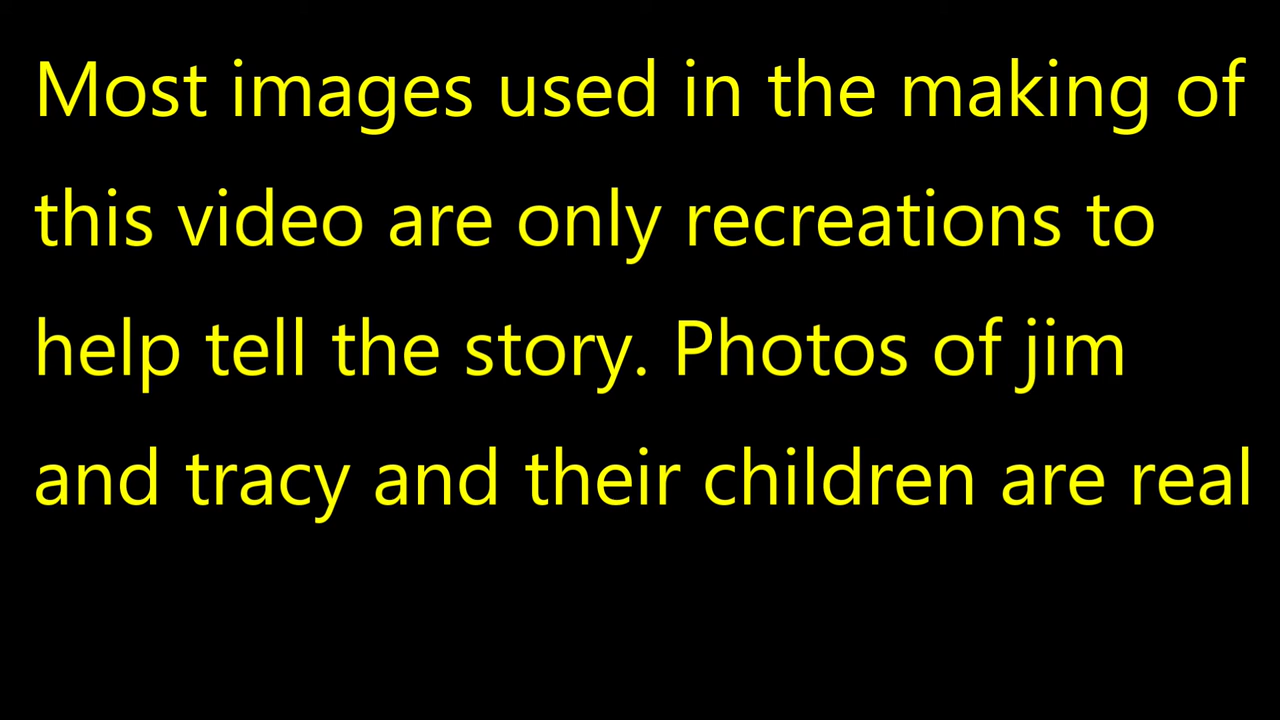 Most images used in the making of
this video are only recreations to
help tell the story. Photos of jim
and tracy and their children are real